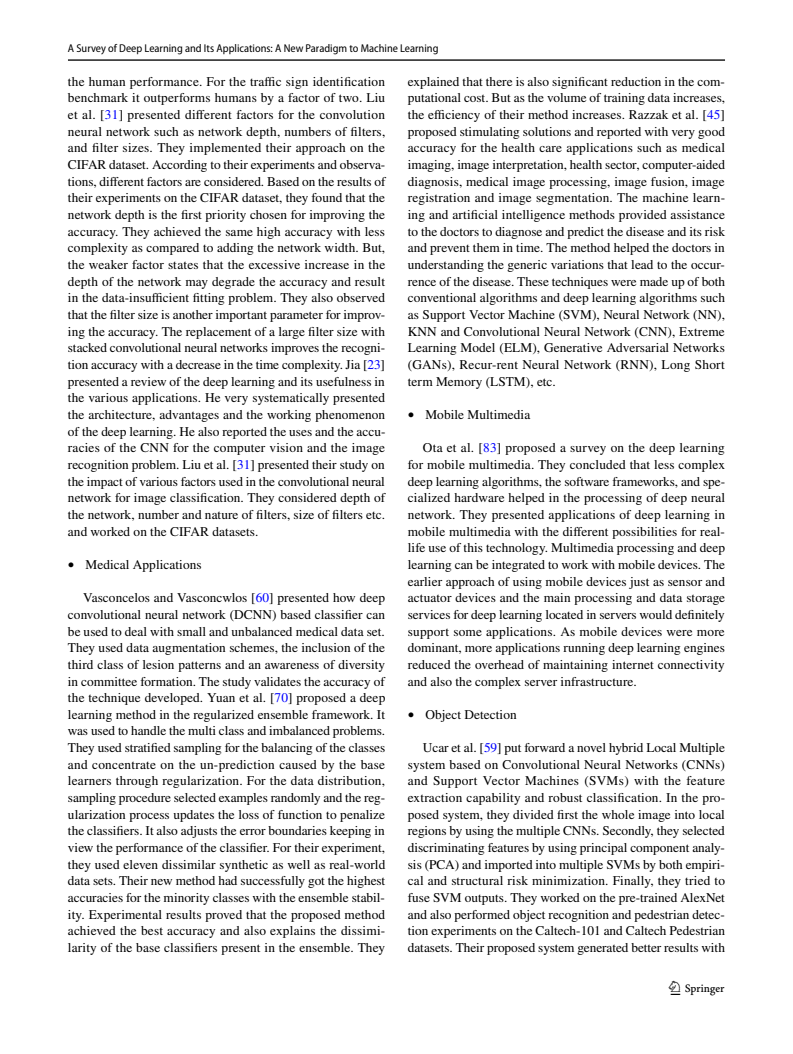 A Survey of Deep Learning and Its Applications: A New Paradigm to Machine Learning
the human performance. For the traffic sign identification
benchmark it outperforms humans by a factor of two. Liu
et al. [31] presented different factors for the convolution
neural network such as network depth, numbers of filters,
and filter sizes. They implemented their approach on the
CIFAR dataset. According to their experiments and observa-
tions, different factors are considered. Based on the results of
their experiments on the CIFAR dataset, they found that the
network depth is the first priority chosen for improving the
accuracy. They achieved the same high accuracy with less
complexity as compared to adding the network width. But,
the weaker factor states that the excessive increase in the
depth of the network may degrade the accuracy and result
in the data-insufficient fitting problem. They also observed
that the filter size is another important parameter for improv-
ing the accuracy. The replacement of a large filter size with
stacked convolutional neural networks improves the recogni-
tion accuracy with a decrease in the time complexity. Jia [23]
presented a review of the deep learning and its usefulness in
the various applications. He very systematically presented
the architecture, advantages and the working phenomenon
of the deep learning. He also reported the uses and the accu-
racies of the CNN for the computer vision and the image
recognition problem. Liu et al. [31] presented their study on
the impact of various factors used in the convolutional neural
network for image classification. They considered depth of
the network, number and nature of filters, size of filters etc.
and worked on the CIFAR datasets.
• Medical Applications
Vasconcelos and Vasconcwlos [60] presented how deep
convolutional neural network (DCNN) based classifier can
be used to deal with small and unbalanced medical data set.
They used data augmentation schemes, the inclusion of the
third class of lesion patterns and an awareness of diversity
in committee formation. The study validates the accuracy of
the technique developed. Yuan et al. [70] proposed a deep
learning method in the regularized ensemble framework. It
was used to handle the multi class and imbalanced problems.
They used stratified sampling for the balancing of the classes
and concentrate on the un-prediction caused by the base
learners through regularization. For the data distribution,
sampling procedure selected examples randomly and the reg-
ularization process updates the loss of function to penalize
the classifiers. It also adjusts the error boundaries keeping in
view the performance of the classifier. For their experiment,
they used eleven dissimilar synthetic as well as real-world
data sets. Their new method had successfully got the highest
accuracies for the minority classes with the ensemble stabil-
ity. Experimental results proved that the proposed method
achieved the best accuracy and also explains the dissimi-
larity of the base classifiers present in the ensemble. They
explained that there is also significant reduction in the com-
putational cost. But as the volume of training data increases,
the efficiency of their method increases. Razzak et al. [45]
proposed stimulating solutions and reported with very good
accuracy for the health care applications such as medical
imaging, image interpretation, health sector, computer-aided
diagnosis, medical image processing, image fusion, image
registration and image segmentation. The machine learn-
ing and artificial intelligence methods provided assistance
to the doctors to diagnose and predict the disease and its risk
and prevent them in time. The method helped the doctors in
understanding the generic variations that lead to the occur-
rence of the disease. These techniques were made up of both
conventional algorithms and deep learning algorithms such
as Support Vector Machine (SVM), Neural Network (NN),
KNN and Convolutional Neural Network (CNN), Extreme
Learning Model (ELM), Generative Adversarial Networks
(GANs), Recur-rent Neural Network (RNN), Long Short
term Memory (LSTM), etc.
• Mobile Multimedia
Ota et al. [83] proposed a survey on the deep learning
for mobile multimedia. They concluded that less complex
deep learning algorithms, the software frameworks, and spe-
cialized hardware helped in the processing of deep neural
network. They presented applications of deep learning in
mobile multimedia with the different possibilities for real-
life use of this technology. Multimedia processing and deep
learning can be integrated to work with mobile devices. The
earlier approach of using mobile devices just as sensor and
actuator devices and the main processing and data storage
services for deep learning located in servers would definitely
support some applications. As mobile devices were more
dominant, more applications running deep learning engines
reduced the overhead of maintaining internet connectivity
and also the complex server infrastructure.
• Object Detection
Ucar et al. [59] put forward a novel hybrid Local Multiple
system based on Convolutional Neural Networks (CNNs)
and Support Vector Machines (SVMs) with the feature
extraction capability and robust classification. In the pro-
posed system, they divided first the whole image into local
regions by using the multiple CNNs. Secondly, they selected
discriminating features by using principal component analy-
sis (PCA) and imported into multiple SVMs by both empiri-
cal and structural risk minimization. Finally, they tried to
fuse SVM outputs. They worked on the pre-trained AlexNet
and also performed object recognition and pedestrian detec-
tion experiments on the Caltech-101 and Caltech Pedestrian
datasets. Their proposed system generated better results with
Springer